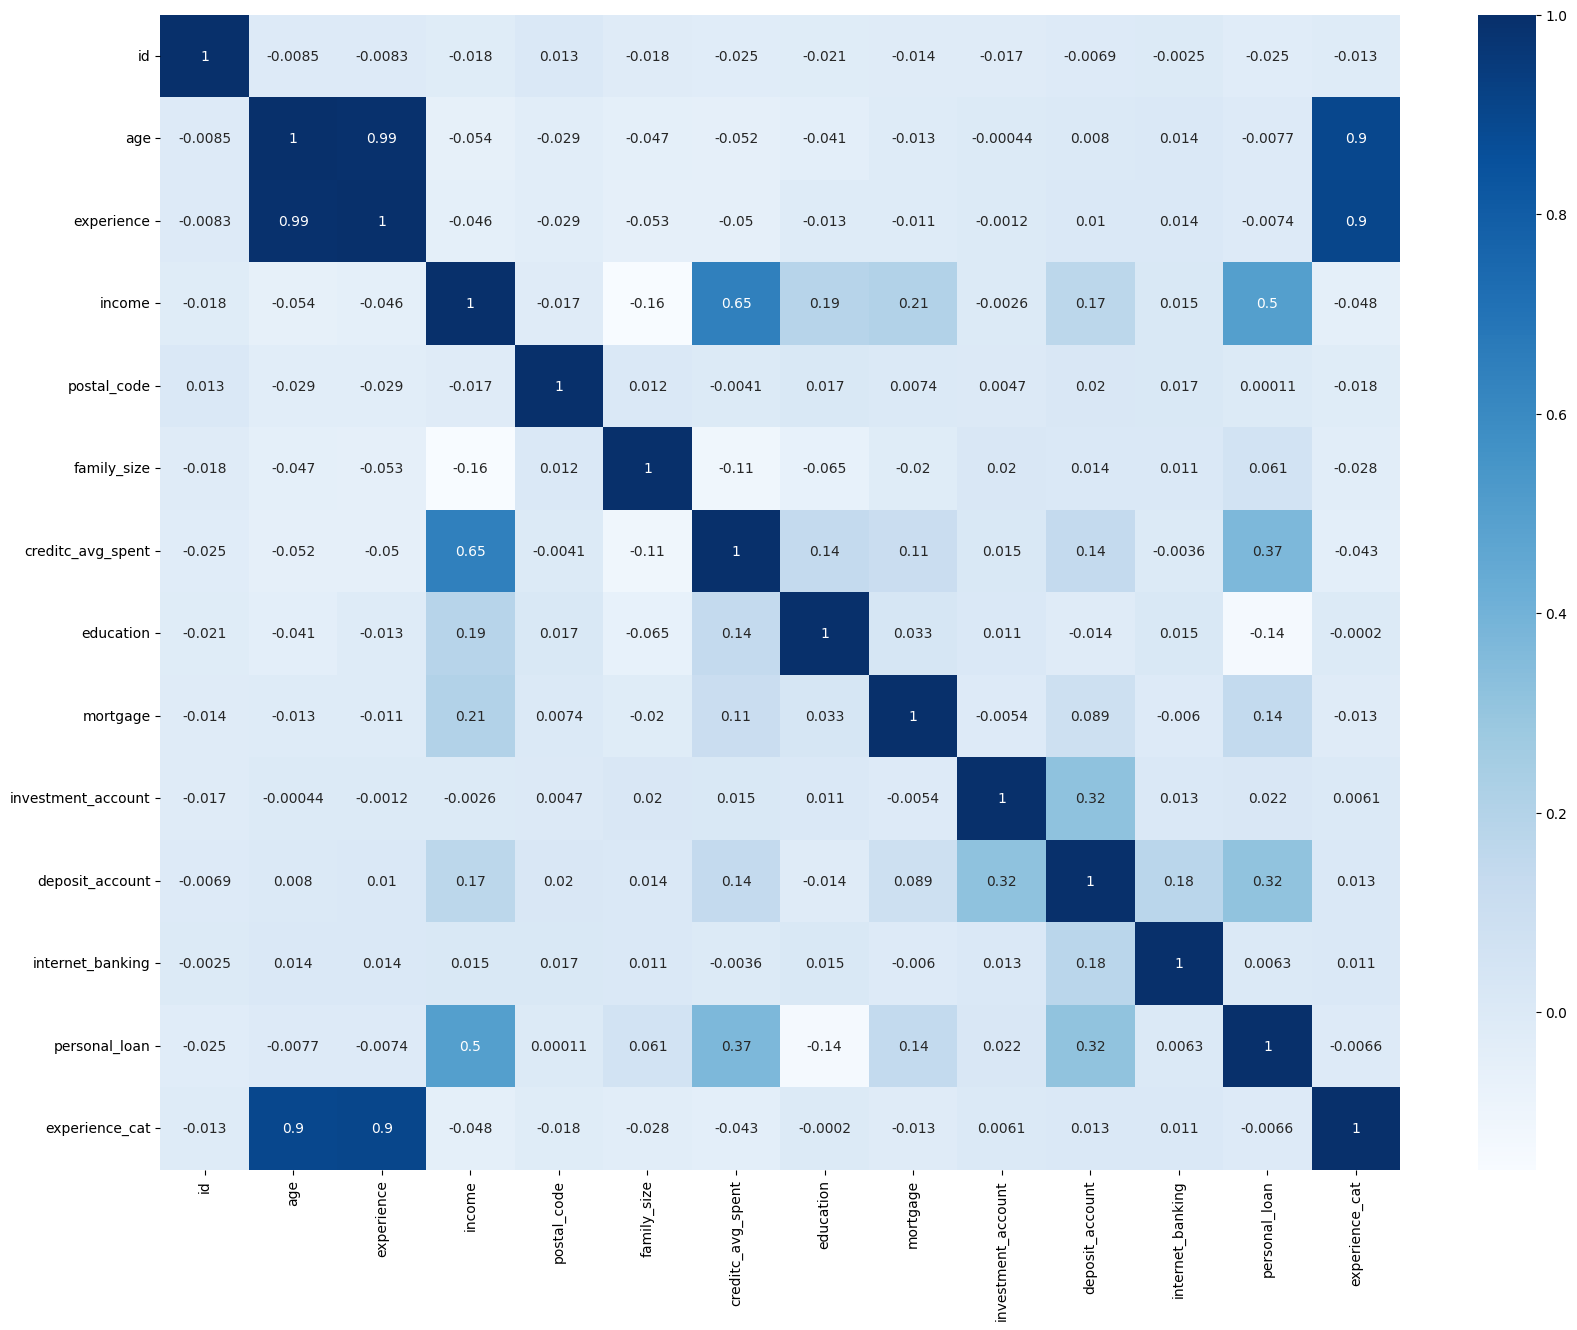 id 1 -0.0085 -0.0083 -0.018 0.013 -0.018 -0.025 -0.021 -0.014 -0.017 -0.0069 -0.0025 -0.025 -0.013
age -0.0085 1 0.99 -0.054 -0.029 -0.047 -0.052 -0.041 -0.013 -0.00044 0.008 0.014 -0.0077 0.9
experience -0.0083 0.99 1 -0.046 -0.029 -0.053 -0.05 -0.013 -0.011 -0.0012 0.01 0.014 -0.0074 0.9
income -0.018 -0.054 -0.046 1 -0.017 -0.16 0.65 0.19 0.21 -0.0026 0.17 0.015 0.5 -0.048
postal_code 0.013 -0.029 -0.029 -0.017 1 0.012 -0.0041 0.017 0.0074 0.0047 0.02 0.017 0.00011 -0.018
family_size -0.018 -0.047 -0.053 -0.16 0.012 1 -0.11 -0.065 -0.02 0.02 0.014 0.011 0.061 -0.028
creditc_avg_spent -0.025 -0.052 -0.05 0.65 -0.0041 -0.11 1 0.14 0.11 0.015 0.14 -0.0036 0.37 -0.043
education -0.021 -0.041 -0.013 0.19 0.017 -0.065 0.14 1 0.033 0.011 -0.014 0.015 -0.14 -0.0002
mortgage -0.014 -0.013 -0.011 0.21 0.0074 -0.02 0.11 0.033 1 -0.0054 0.089 -0.006 0.14 -0.013
investment_account -0.017 -0.00044 -0.0012 -0.0026 0.0047 0.02 0.015 0.011 -0.0054 1 0.32 0.013 0.022 0.0061
deposit_account -0.0069 0.008 0.01 0.17 0.02 0.014 0.14 -0.014 0.089 0.32 1 0.18 0.32 0.013
internet_banking -0.0025 0.014 0.014 0.015 0.017 0.011 -0.0036 0.015 -0.006 0.013 0.18 1 0.0063 0.011
personal_loan -0.025 -0.0077 -0.0074 0.5 0.00011 0.061 0.37 -0.14 0.14 0.022 0.32 0.0063 1 -0.0066
experience_cat -0.013 0.9 0.9 -0.048 -0.018 -0.028 -0.043 -0.0002 -0.013 0.0061 0.013 0.011 -0.0066 1
id age experience income postal_code family_size creditc_avg_spent education mortgage investment_account deposit_account internet_banking personal_loan experience_cat
1.0
0.8
0.6
0.4
0.2
0.0